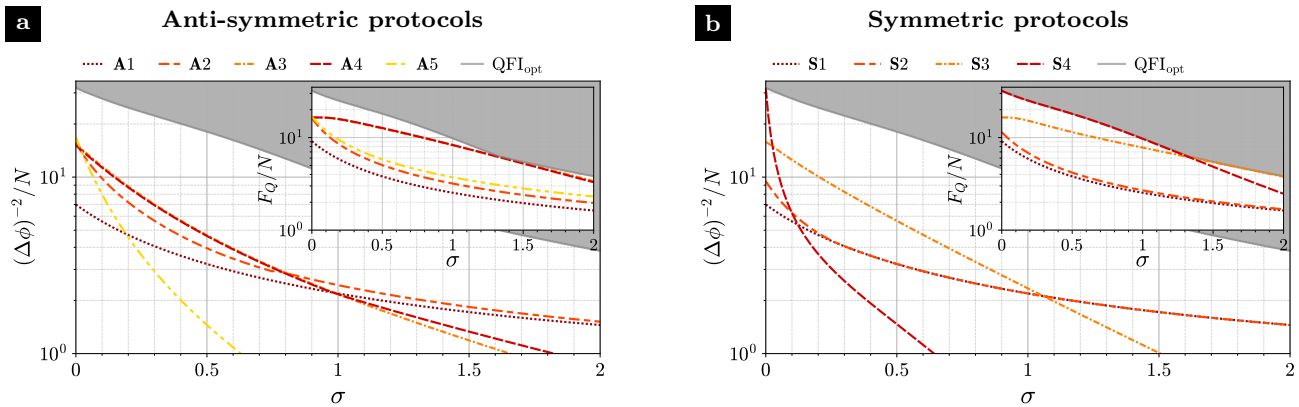 a
Anti-symmetric protocols
A1 A2 A3 A4 A5 QFI_opt
(Δϕ)^{-2}/N
10^1
10^0
0 0.5 1 1.5 2
σ
F_Q/N
10^1
10^0
0 0.5 1 1.5 2
σ
b
Symmetric protocols
S1 S2 S3 S4 QFI_opt
(Δϕ)^{-2}/N
10^1
10^0
0 0.5 1 1.5 2
σ
F_Q/N
10^1
10^0
0 0.5 1 1.5 2
σ